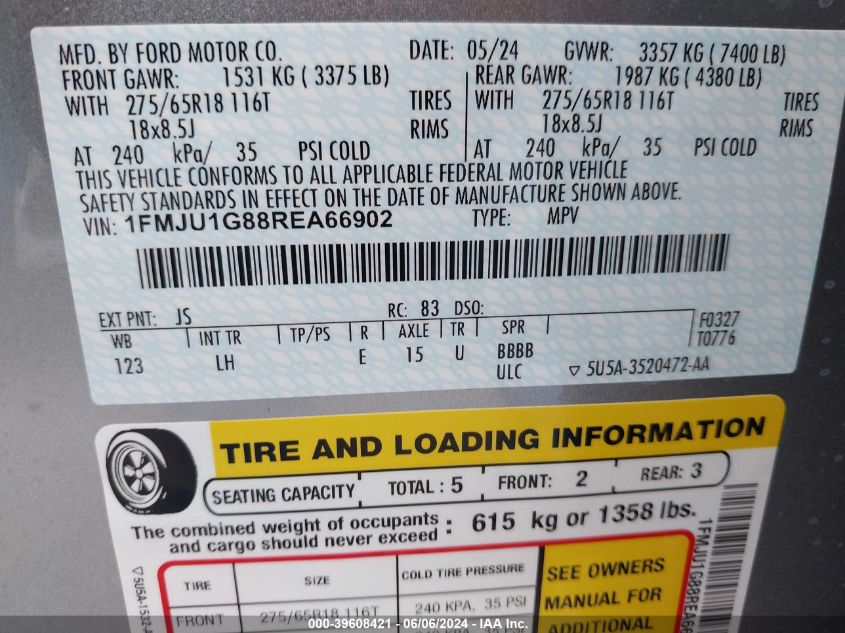 MFD. BY FORD MOTOR CO. DATE: 05/24 GVWR: 3357 KG ( 7400 LB)
FRONT GAWR: 1531 KG ( 3375 LB) REAR GAWR: 1987 KG ( 4380 LB)
WITH 275/65R18 116T TIRES WITH 275/65R18 116T TIRES
18x8.5J RIMS 18x8.5J RIMS
AT 240 kPa/ 35 PSI COLD AT 240 kPa/ 35 PSI COLD
THIS VEHICLE CONFORMS TO ALL APPLICABLE FEDERAL MOTOR VEHICLE
SAFETY STANDARDS IN EFFECT ON THE DATE OF MANUFACTURE SHOWN ABOVE.
VIN: 1FMJU1G88REA66902 TYPE: MPV
EXT PNT: JS RC: 83 DSO:
WB INT TR TP/PS R AXLE TR SPR F0327
123 LH E 15 U BBBB T0776
ULC ▽ 5U5A-3520472-AA
TIRE AND LOADING INFORMATION
SEATING CAPACITY TOTAL : 5 FRONT: 2 REAR: 3
The combined weight of occupants
and cargo should never exceed : 615 kg or 1358 lbs.
TIRE SIZE COLD TIRE PRESSURE SEE OWNERS
FRONT 275/65R18 116T 240 KPA, 35 PSI MANUAL FOR
ADDITIONAL
▽ 5U5A-1532
1FMJU1G88REA6
000-39608421 - 06/06/2024 - IAA Inc.